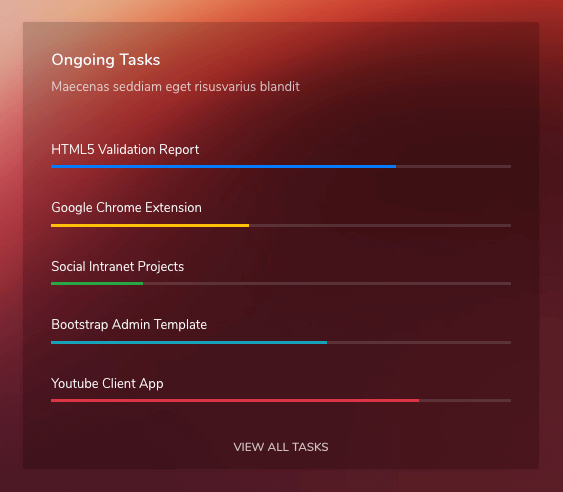 Ongoing Tasks
Maecenas seddiam eget risusvarius blandit
HTML5 Validation Report
Google Chrome Extension
Social Intranet Projects
Bootstrap Admin Template
Youtube Client App
VIEW ALL TASKS